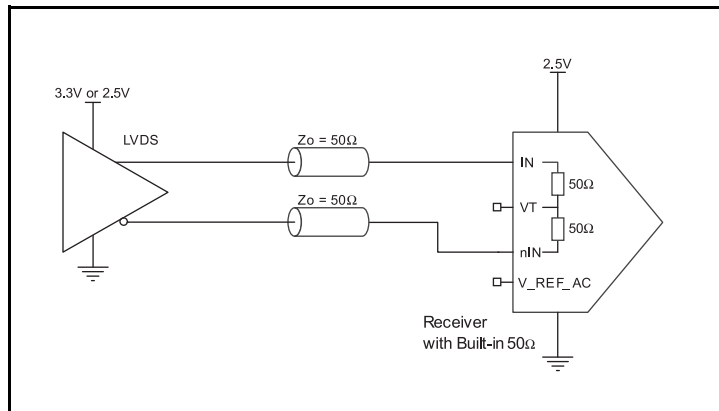 3.3V or 2.5V
LVDS
Zo = 50Ω
Zo = 50Ω
2.5V
IN
50Ω
VT
50Ω
nIN
V_REF_AC
Receiver
with Built-in 50Ω